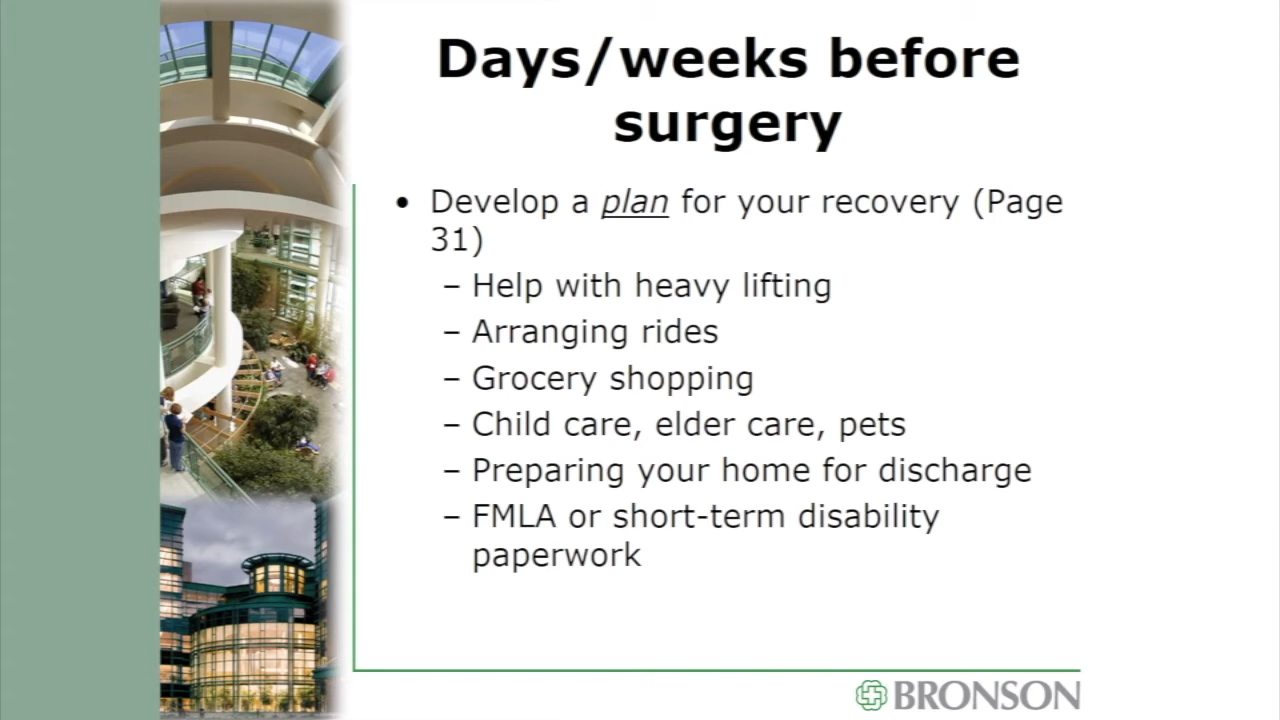 Days/weeks before
surgery
• Develop a plan for your recovery (Page
31)
– Help with heavy lifting
– Arranging rides
– Grocery shopping
– Child care, elder care, pets
– Preparing your home for discharge
– FMLA or short-term disability
paperwork
BRONSON